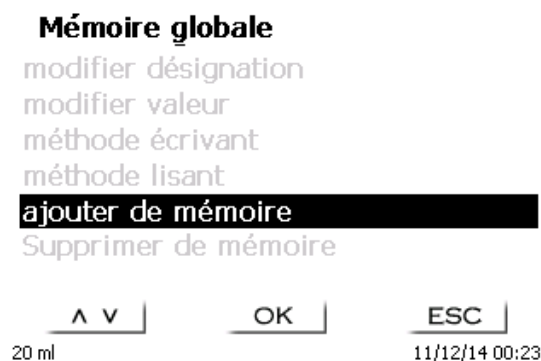 Mémoire globale
modifier désignation
modifier valeur
méthode écrivant
méthode lisant
ajouter de mémoire
Supprimer de mémoire
∧ ∨ OK ESC
20 ml 11/12/14 00:23